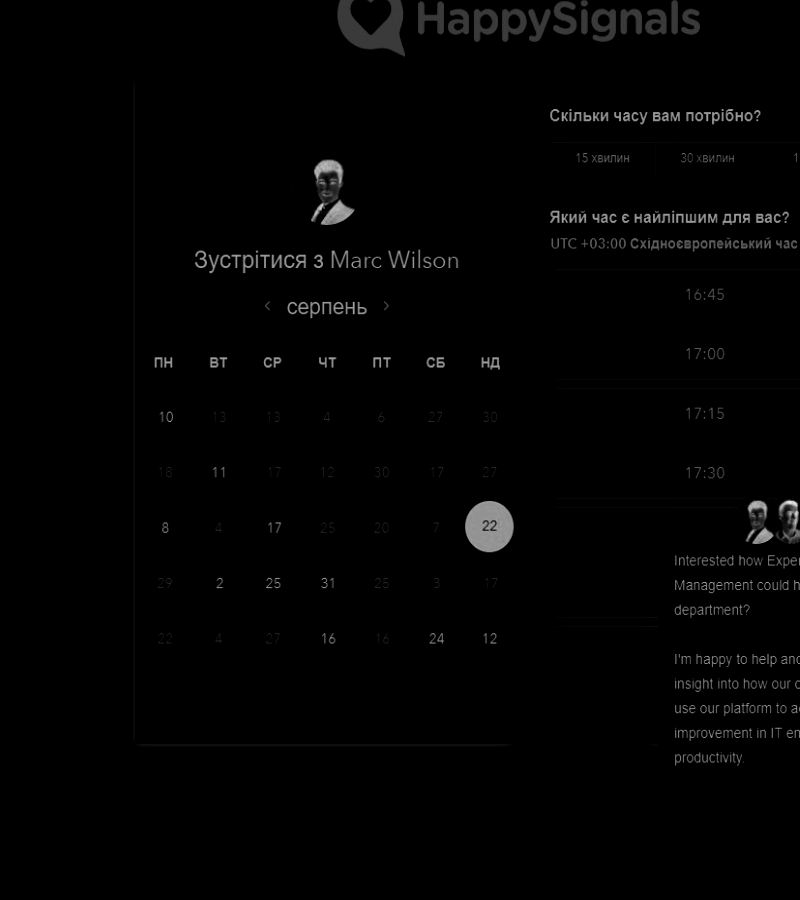 HappySignals
Зустрітися з Marc Wilson
серпень
ПН ВТ СР ЧТ ПТ СБ НД
10 13 13 4 6 27 30
18 11 17 12 30 17 27
8 4 17 25 20 7 22
29 2 25 31 25 3 17
22 4 27 16 16 24 12
Скільки часу вам потрібно?
15 хвилин 30 хвилин 1
Який час є найліпшим для вас?
UTC +03:00 Східноєвропейський час
16:45
17:00
17:15
17:30
Interested how Exper
Management could h
department?
I'm happy to help and
insight into how our c
use our platform to a
improvement in IT en
productivity.